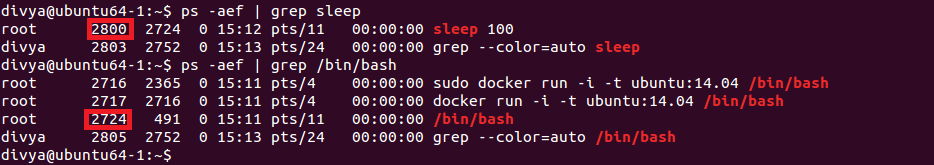 divya@ubuntu64-1:~$ ps -aef | grep sleep
root      2800  2724  0 15:12 pts/11   00:00:00 sleep 100
divya     2803  2752  0 15:13 pts/24   00:00:00 grep --color=auto sleep
divya@ubuntu64-1:~$ ps -aef | grep /bin/bash
root      2716  2365  0 15:11 pts/4    00:00:00 sudo docker run -i -t ubuntu:14.04 /bin/bash
root      2717  2716  0 15:11 pts/4    00:00:00 docker run -i -t ubuntu:14.04 /bin/bash
root      2724   491  0 15:11 pts/11   00:00:00 /bin/bash
divya     2805  2752  0 15:13 pts/24   00:00:00 grep --color=auto /bin/bash
divya@ubuntu64-1:~$